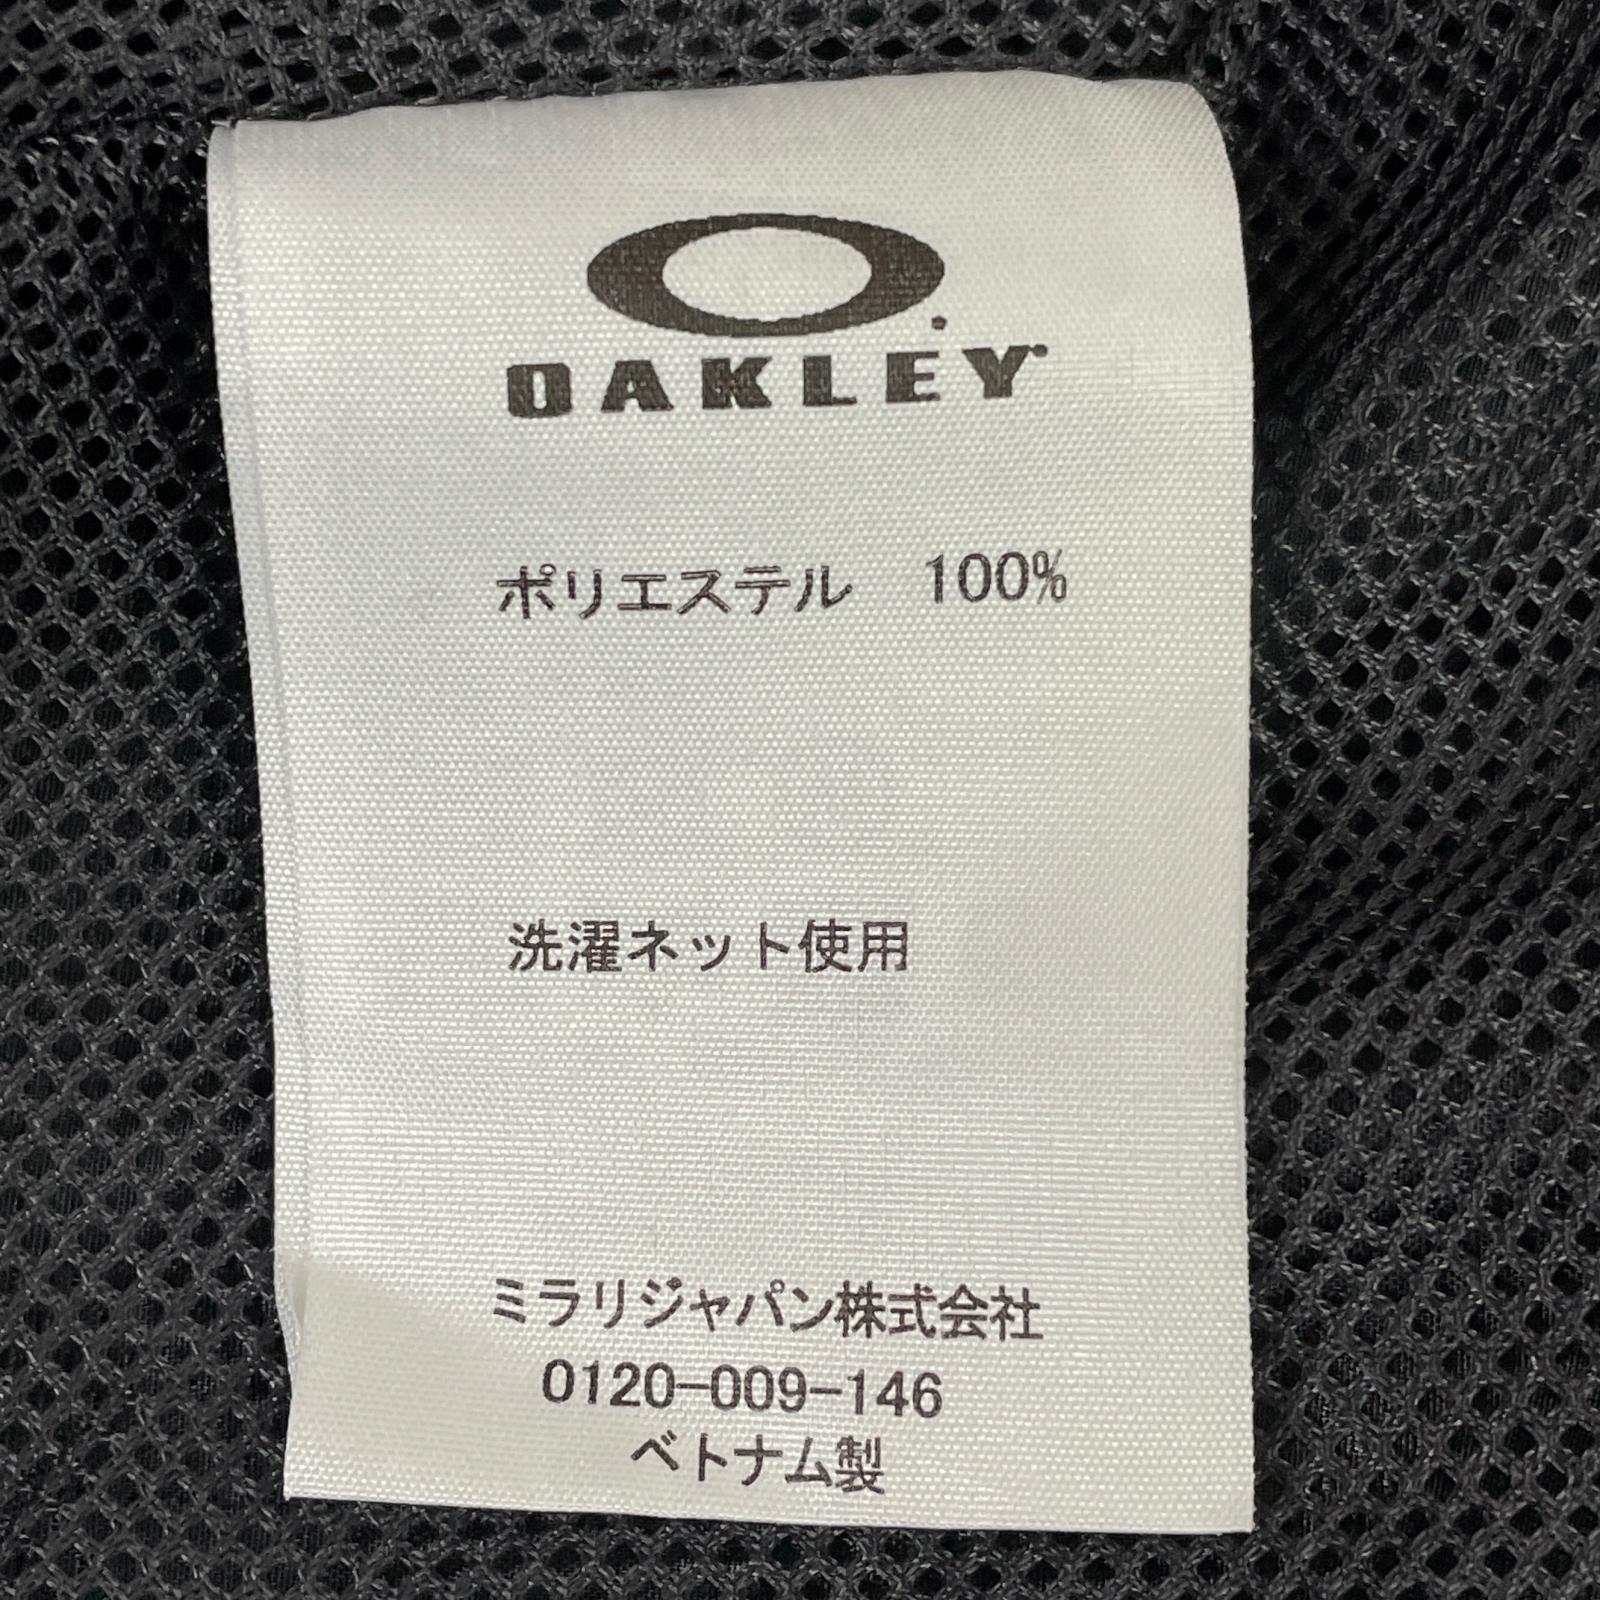 OAKLEY
ポリエステル 100%
洗濯ネット使用
ミラリジャパン株式会社
0120-009-146
ベトナム製